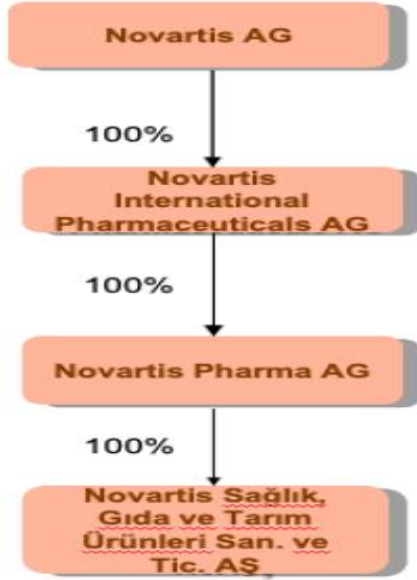 Novartis AG
100%
Novartis
International
Pharmaceuticals AG
100%
Novartis Pharma AG
100%
Novartis Sağlık,
Gıda ve Tarım
Ürünleri San. ve
Tic. AŞ